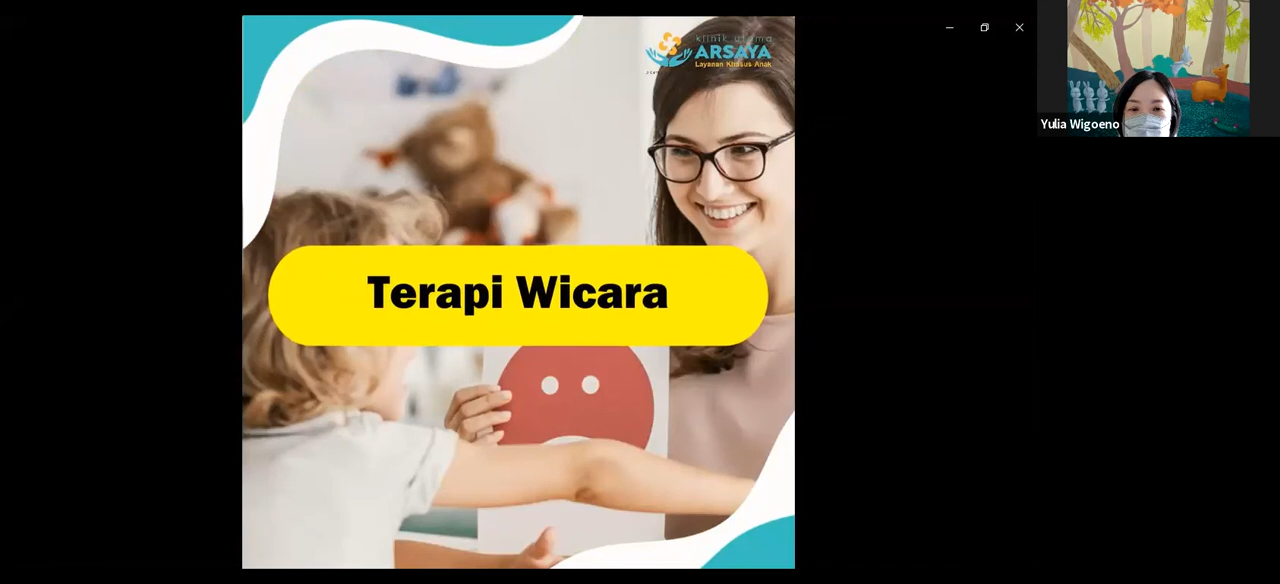 klinik utama
ARSAYA
Layanan Khusus Anak
Terapi Wicara
Yulia Wigoeno